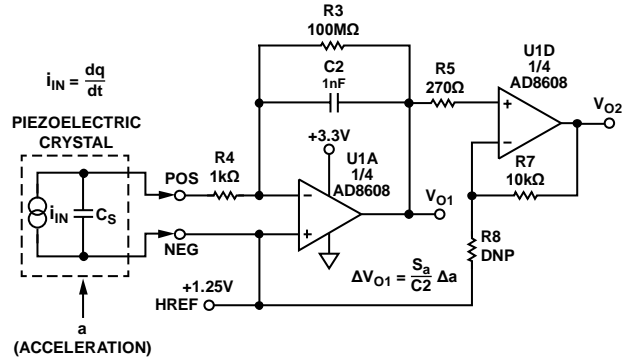 R3
100MΩ
C2
1nF
U1D
1/4
AD8608
R5
270Ω
+
−
V_O2
R7
10kΩ
i_IN = dq
dt
PIEZOELECTRIC
CRYSTAL
i_IN
C_S
POS
NEG
R4
1kΩ
+3.3V
U1A
1/4
AD8608
−
+
V_O1
R8
DNP
ΔV_O1 = S_a
C2 Δa
+1.25V
HREF
a
(ACCELERATION)